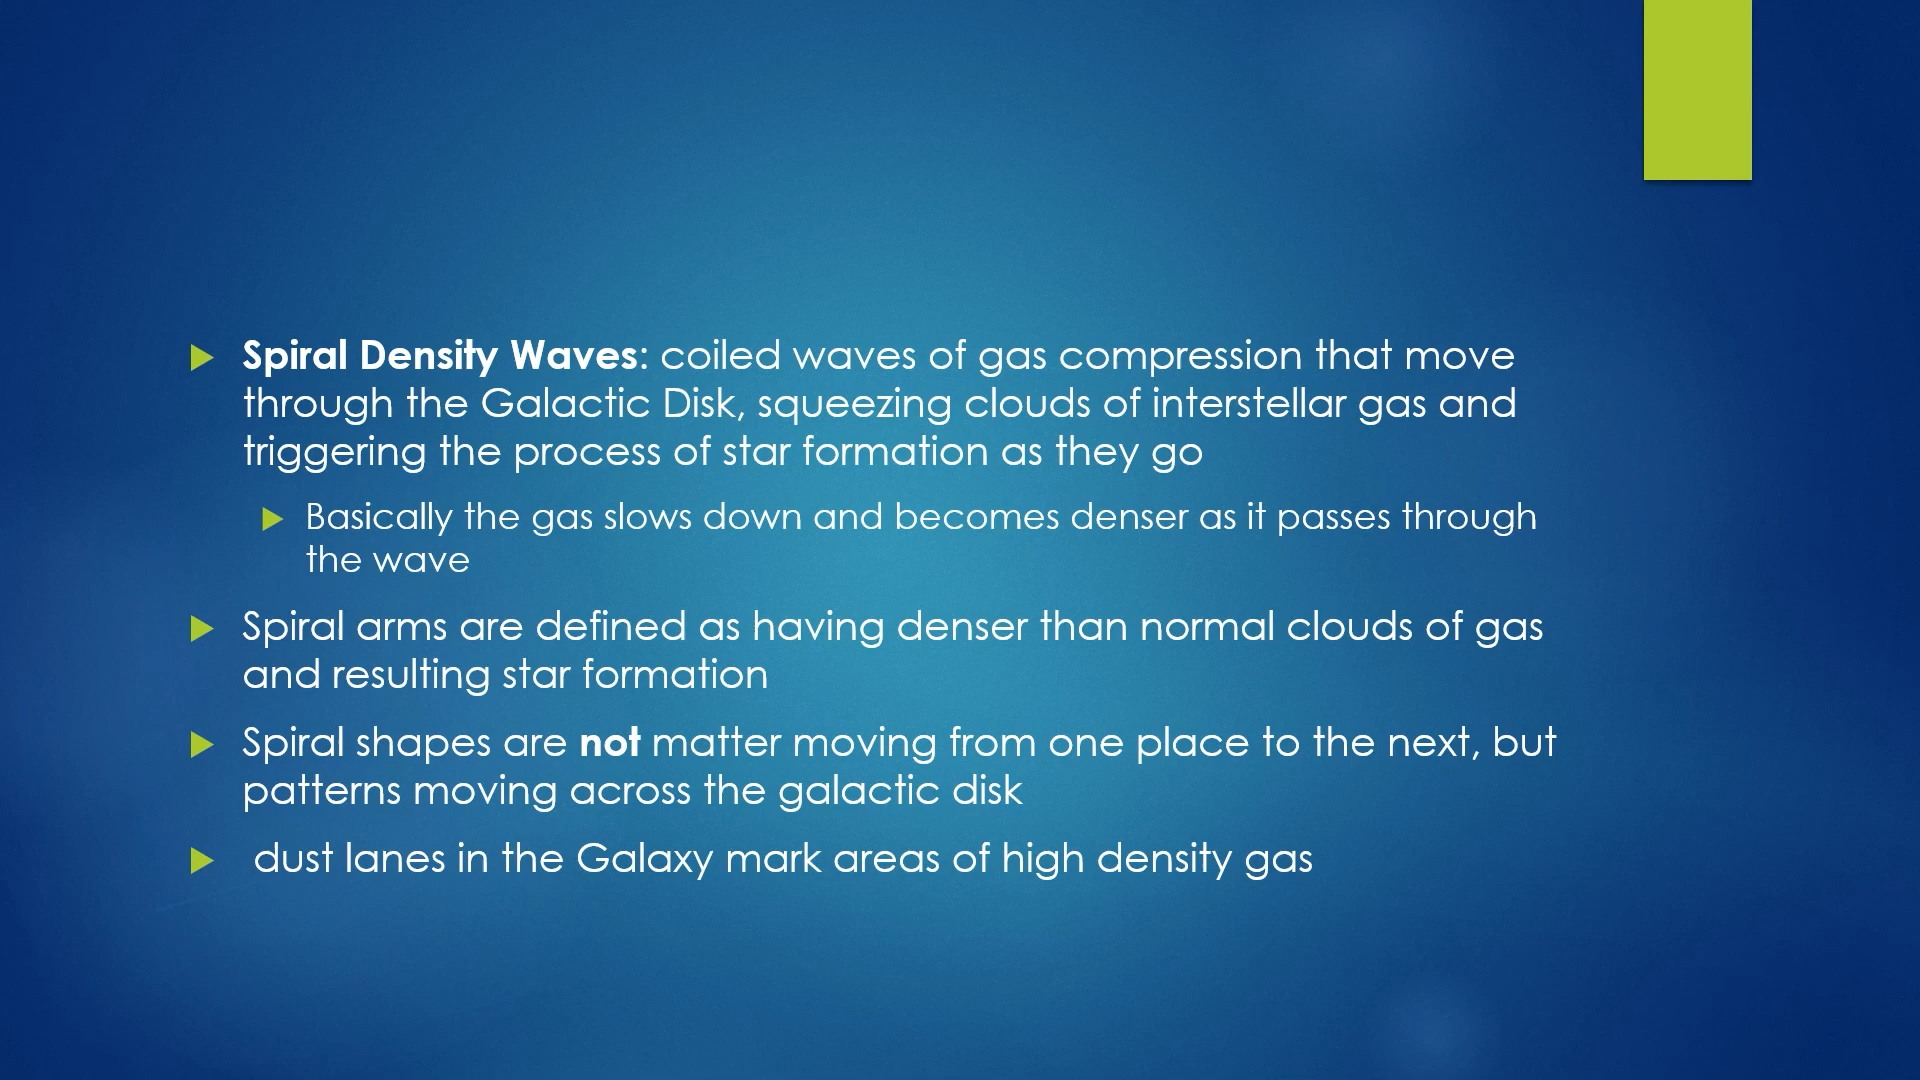 Spiral Density Waves: coiled waves of gas compression that move
through the Galactic Disk, squeezing clouds of interstellar gas and
triggering the process of star formation as they go
Basically the gas slows down and becomes denser as it passes through
the wave
Spiral arms are defined as having denser than normal clouds of gas
and resulting star formation
Spiral shapes are not matter moving from one place to the next, but
patterns moving across the galactic disk
dust lanes in the Galaxy mark areas of high density gas